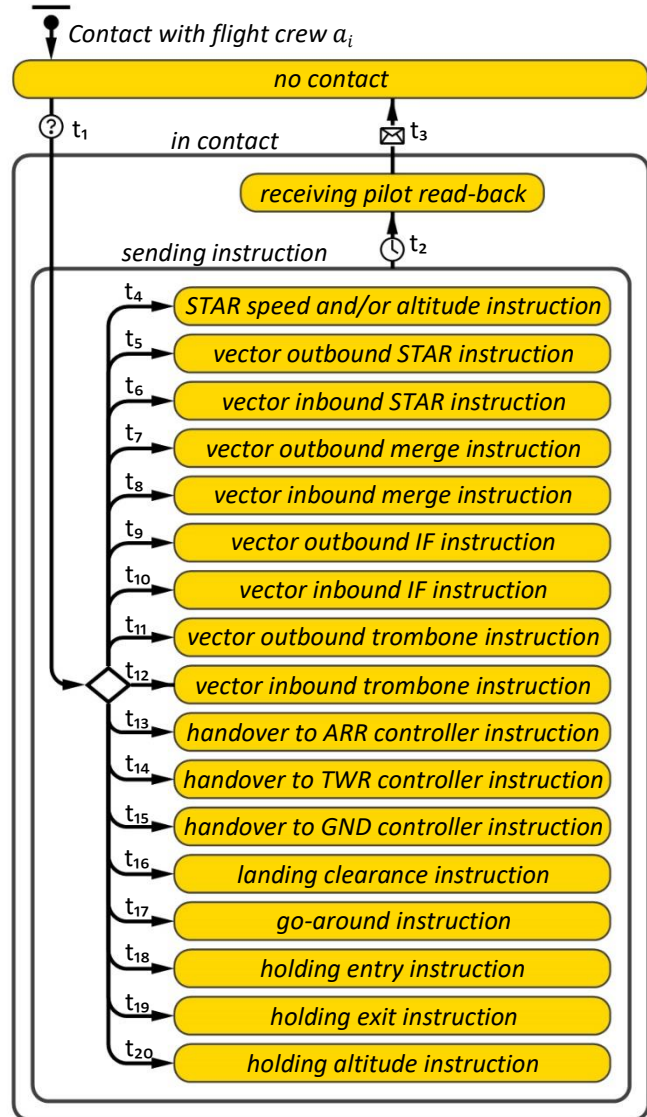 Contact with flight crew aᵢ
no contact
? t₁
t₃
in contact
receiving pilot read-back
t₂
sending instruction
t₄ STAR speed and/or altitude instruction
t₅ vector outbound STAR instruction
t₆ vector inbound STAR instruction
t₇ vector outbound merge instruction
t₈ vector inbound merge instruction
t₉ vector outbound IF instruction
t₁₀ vector inbound IF instruction
t₁₁ vector outbound trombone instruction
t₁₂ vector inbound trombone instruction
t₁₃ handover to ARR controller instruction
t₁₄ handover to TWR controller instruction
t₁₅ handover to GND controller instruction
t₁₆ landing clearance instruction
t₁₇ go-around instruction
t₁₈ holding entry instruction
t₁₉ holding exit instruction
t₂₀ holding altitude instruction